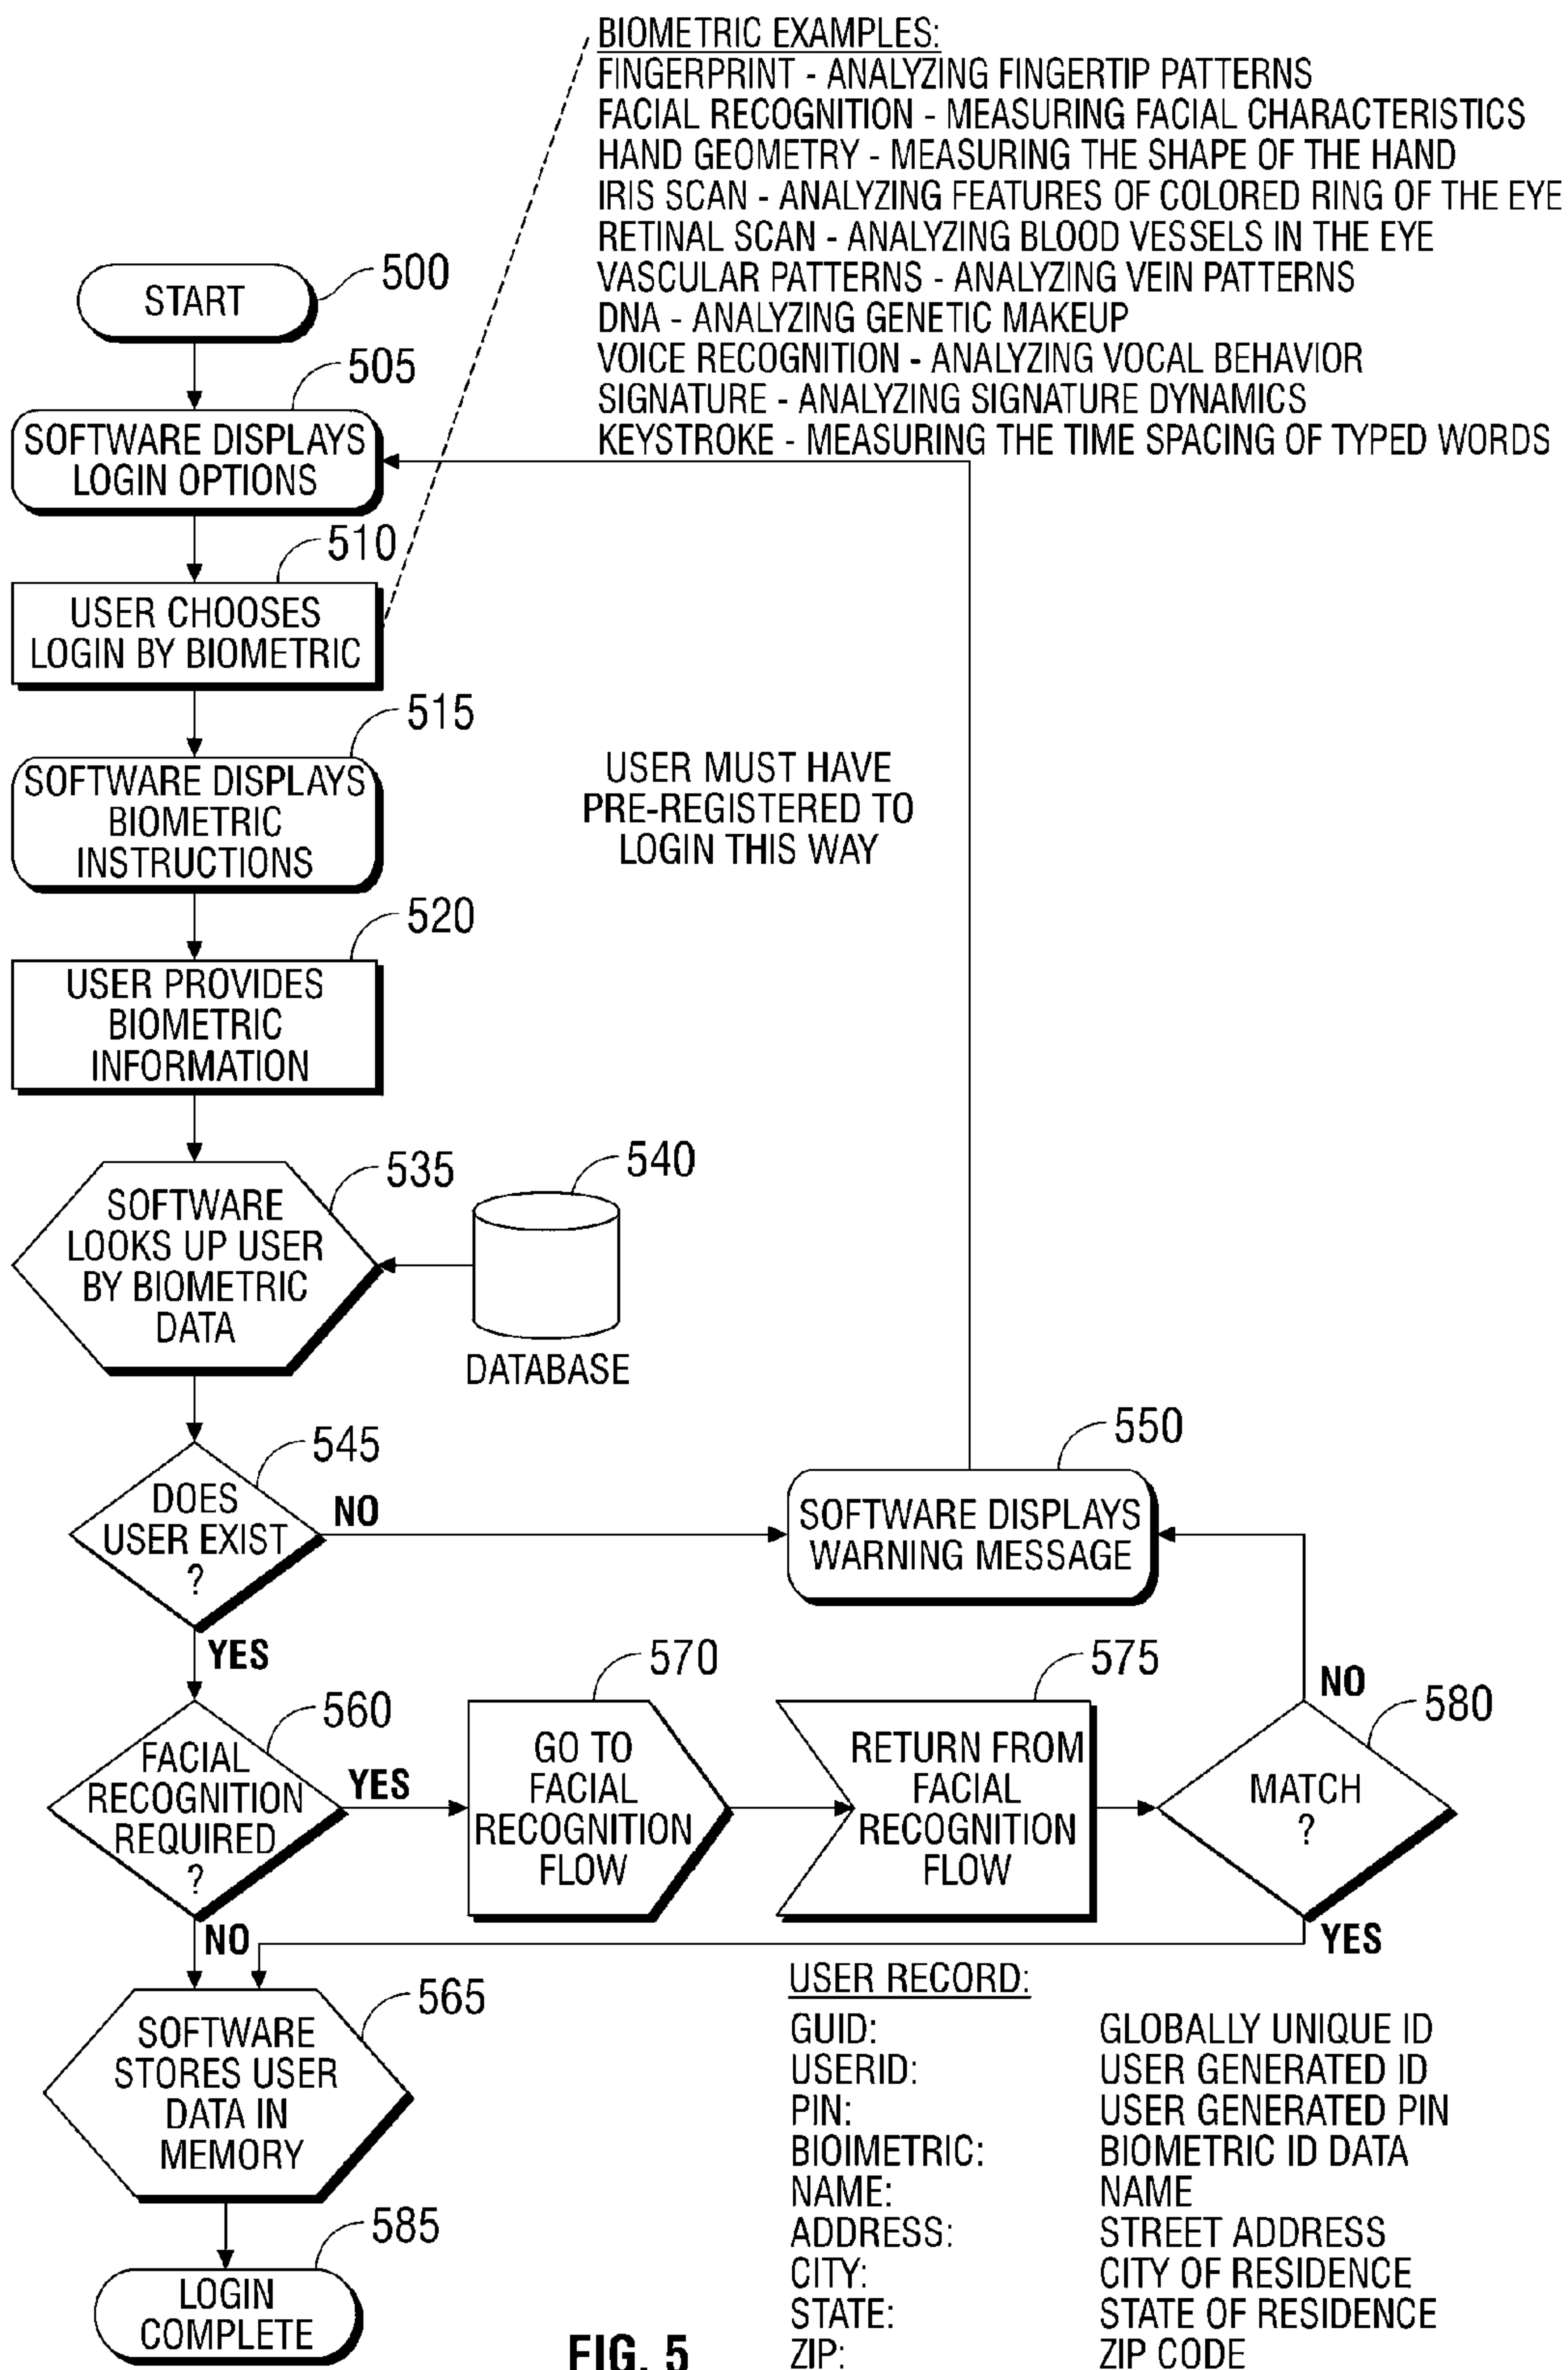 BIOMETRIC EXAMPLES:
FINGERPRINT - ANALYZING FINGERTIP PATTERNS
FACIAL RECOGNITION - MEASURING FACIAL CHARACTERISTICS
HAND GEOMETRY - MEASURING THE SHAPE OF THE HAND
IRIS SCAN - ANALYZING FEATURES OF COLORED RING OF THE EYE
RETINAL SCAN - ANALYZING BLOOD VESSELS IN THE EYE
VASCULAR PATTERNS - ANALYZING VEIN PATTERNS
DNA - ANALYZING GENETIC MAKEUP
VOICE RECOGNITION - ANALYZING VOCAL BEHAVIOR
SIGNATURE - ANALYZING SIGNATURE DYNAMICS
KEYSTROKE - MEASURING THE TIME SPACING OF TYPED WORDS
START
500
505
SOFTWARE DISPLAYS
LOGIN OPTIONS
510
USER CHOOSES
LOGIN BY BIOMETRIC
515
SOFTWARE DISPLAYS
BIOMETRIC
INSTRUCTIONS
USER MUST HAVE
PRE-REGISTERED TO
LOGIN THIS WAY
520
USER PROVIDES
BIOMETRIC
INFORMATION
535
SOFTWARE
LOOKS UP USER
BY BIOMETRIC
DATA
540
DATABASE
545
DOES
USER EXIST
?
NO
YES
550
SOFTWARE DISPLAYS
WARNING MESSAGE
560
FACIAL
RECOGNITION
REQUIRED
?
YES
NO
570
GO TO
FACIAL
RECOGNITION
FLOW
575
RETURN FROM
FACIAL
RECOGNITION
FLOW
580
MATCH
?
NO
YES
565
SOFTWARE
STORES USER
DATA IN
MEMORY
585
LOGIN
COMPLETE
USER RECORD:
GUID: GLOBALLY UNIQUE ID
USERID: USER GENERATED ID
PIN: USER GENERATED PIN
BIOIMETRIC: BIOMETRIC ID DATA
NAME: NAME
ADDRESS: STREET ADDRESS
CITY: CITY OF RESIDENCE
STATE: STATE OF RESIDENCE
ZIP: ZIP CODE
FIG. 5